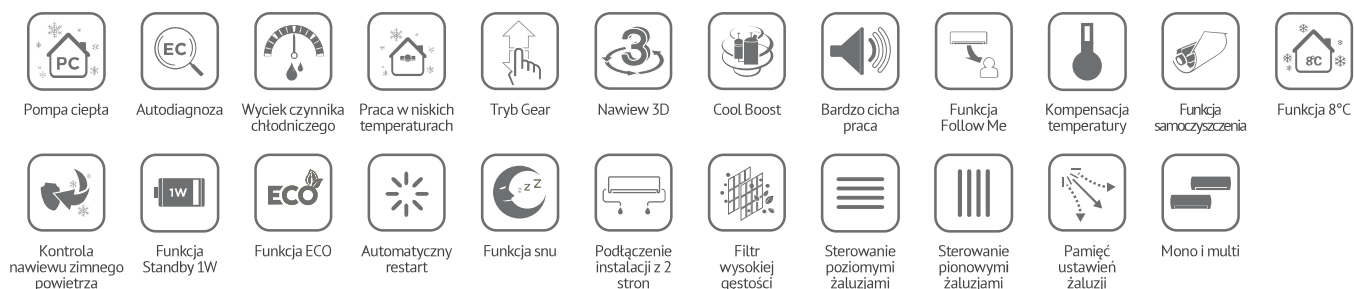 PC
EC
3
8°C
Pompa ciepła
Autodiagnoza
Wyciek czynnika
chłodniczego
Praca w niskich
temperaturach
Tryb Gear
Nawiew 3D
Cool Boost
Bardzo cicha
praca
Funkcja
Follow Me
Kompensacja
temperatury
Funkcja
samoczyszczenia
Funkcja 8°C
1W
ECO
z z Z
Kontrola
nawiewu zimnego
powietrza
Funkcja
Standby 1W
Funkcja ECO
Automatyczny
restart
Funkcja snu
Podłączenie
instalacji z 2
stron
Filtr
wysokiej
gęstości
Sterowanie
poziomymi
żaluzjami
Sterowanie
pionowymi
żaluzjami
Pamięć
ustawień
żaluzji
Mono i multi